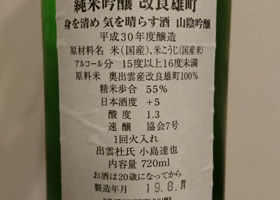 純米吟醸 改良雄町
身を清め 気を晴らす酒 山陰吟醸
平成30年度醸造
原材料名 米(国産)、米こうじ(国産米)
アルコール分 15度以上16度未満
原料米 奥出雲産改良雄町100%
精米歩合 55%
日本酒度 +5
酸度 1.3
速醸 協会7号
1回火入れ
出雲杜氏 小島達也
内容量 720ml
お酒は20歳になってから
製造年月 19.8.月